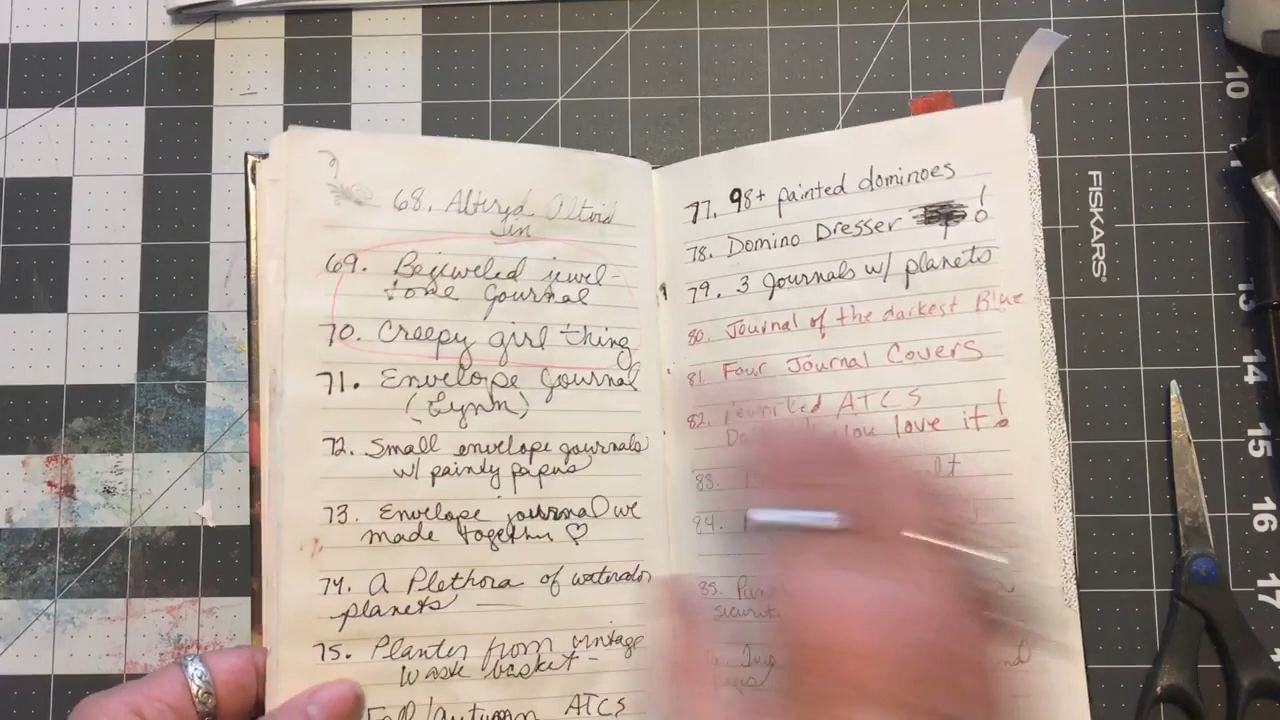 68. Altered Altoid
Tin
69. Bejeweled jewel-
tone Journal
70. Creepy girl thing
71. Envelope Journal
(Lynn)
72. Small envelope journals
w/ painty papers
73. Envelope journal we
made together ♡
74. A Plethora of watercolor
planets
75. Planter from vintage
waste basket -
Fall/autumn ATCS
77. 98+ painted dominoes
78. Domino Dresser !
79. 3 Journals w/ planets
80. Journal of the darkest Blue
81. Four Journal Covers
82. reworked ATCS
you love it!
83.
84.
85.
FISKARS
10
13
14
15
16
17
18